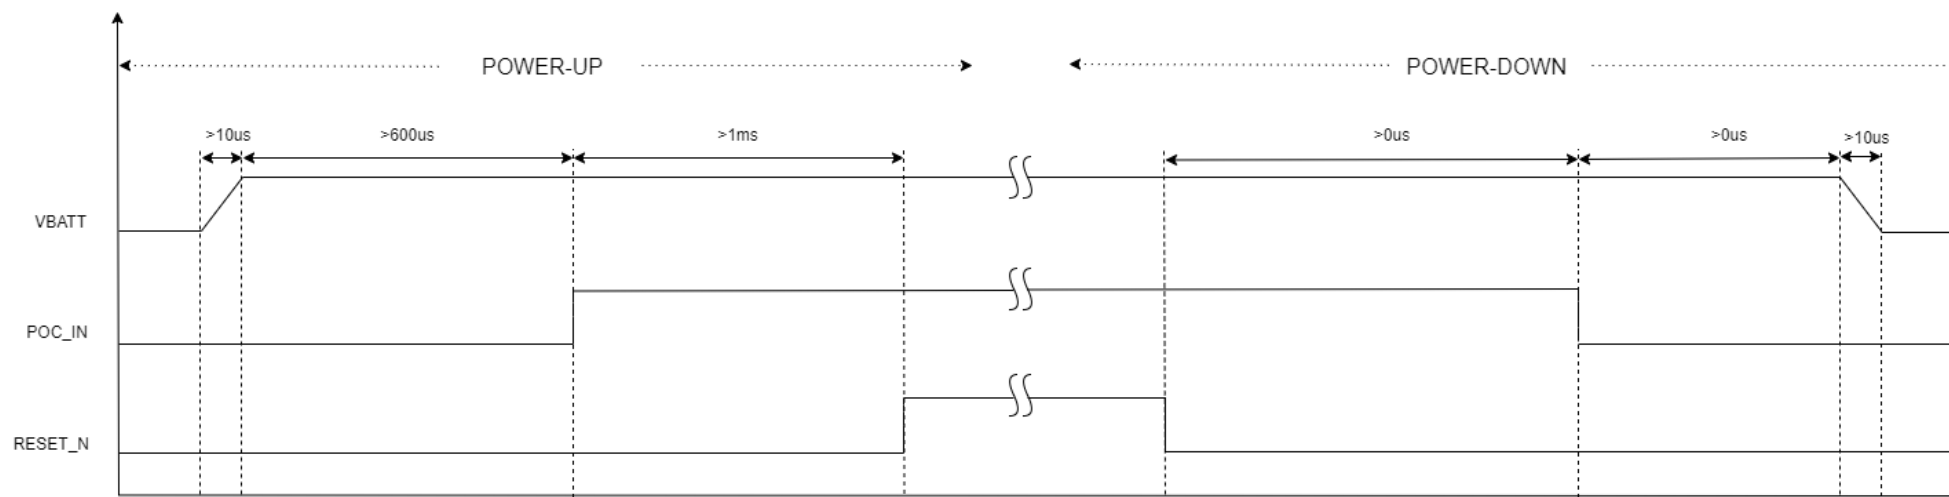 POWER-UP
POWER-DOWN
>10us
>600us
>1ms
>0us
>0us
>10us
VBATT
POC_IN
RESET_N